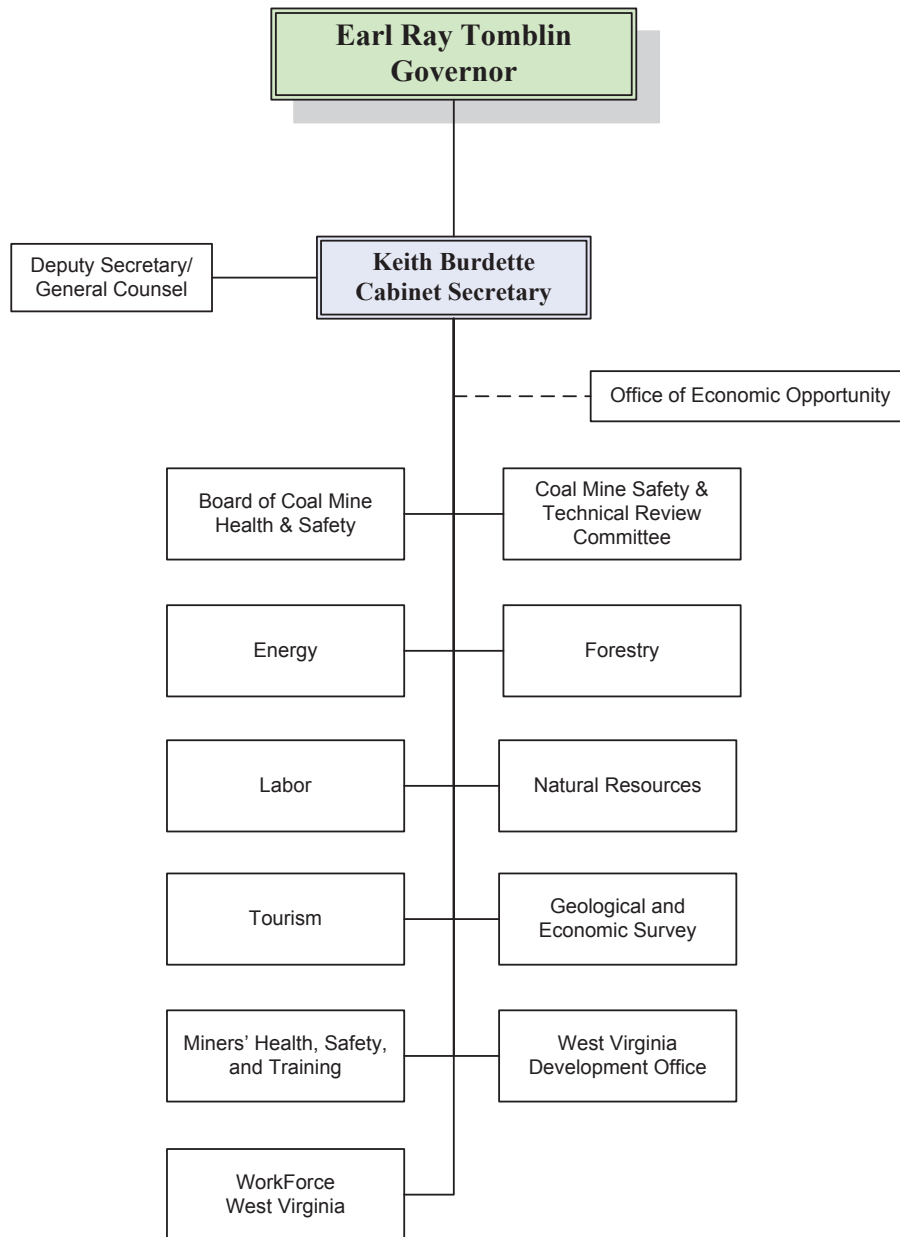 Earl Ray Tomblin
Governor
Deputy Secretary/
General Counsel
Keith Burdette
Cabinet Secretary
Office of Economic Opportunity
Board of Coal Mine
Health & Safety
Coal Mine Safety &
Technical Review
Committee
Energy
Forestry
Labor
Natural Resources
Tourism
Geological and
Economic Survey
Miners’ Health, Safety,
and Training
West Virginia
Development Office
WorkForce
West Virginia